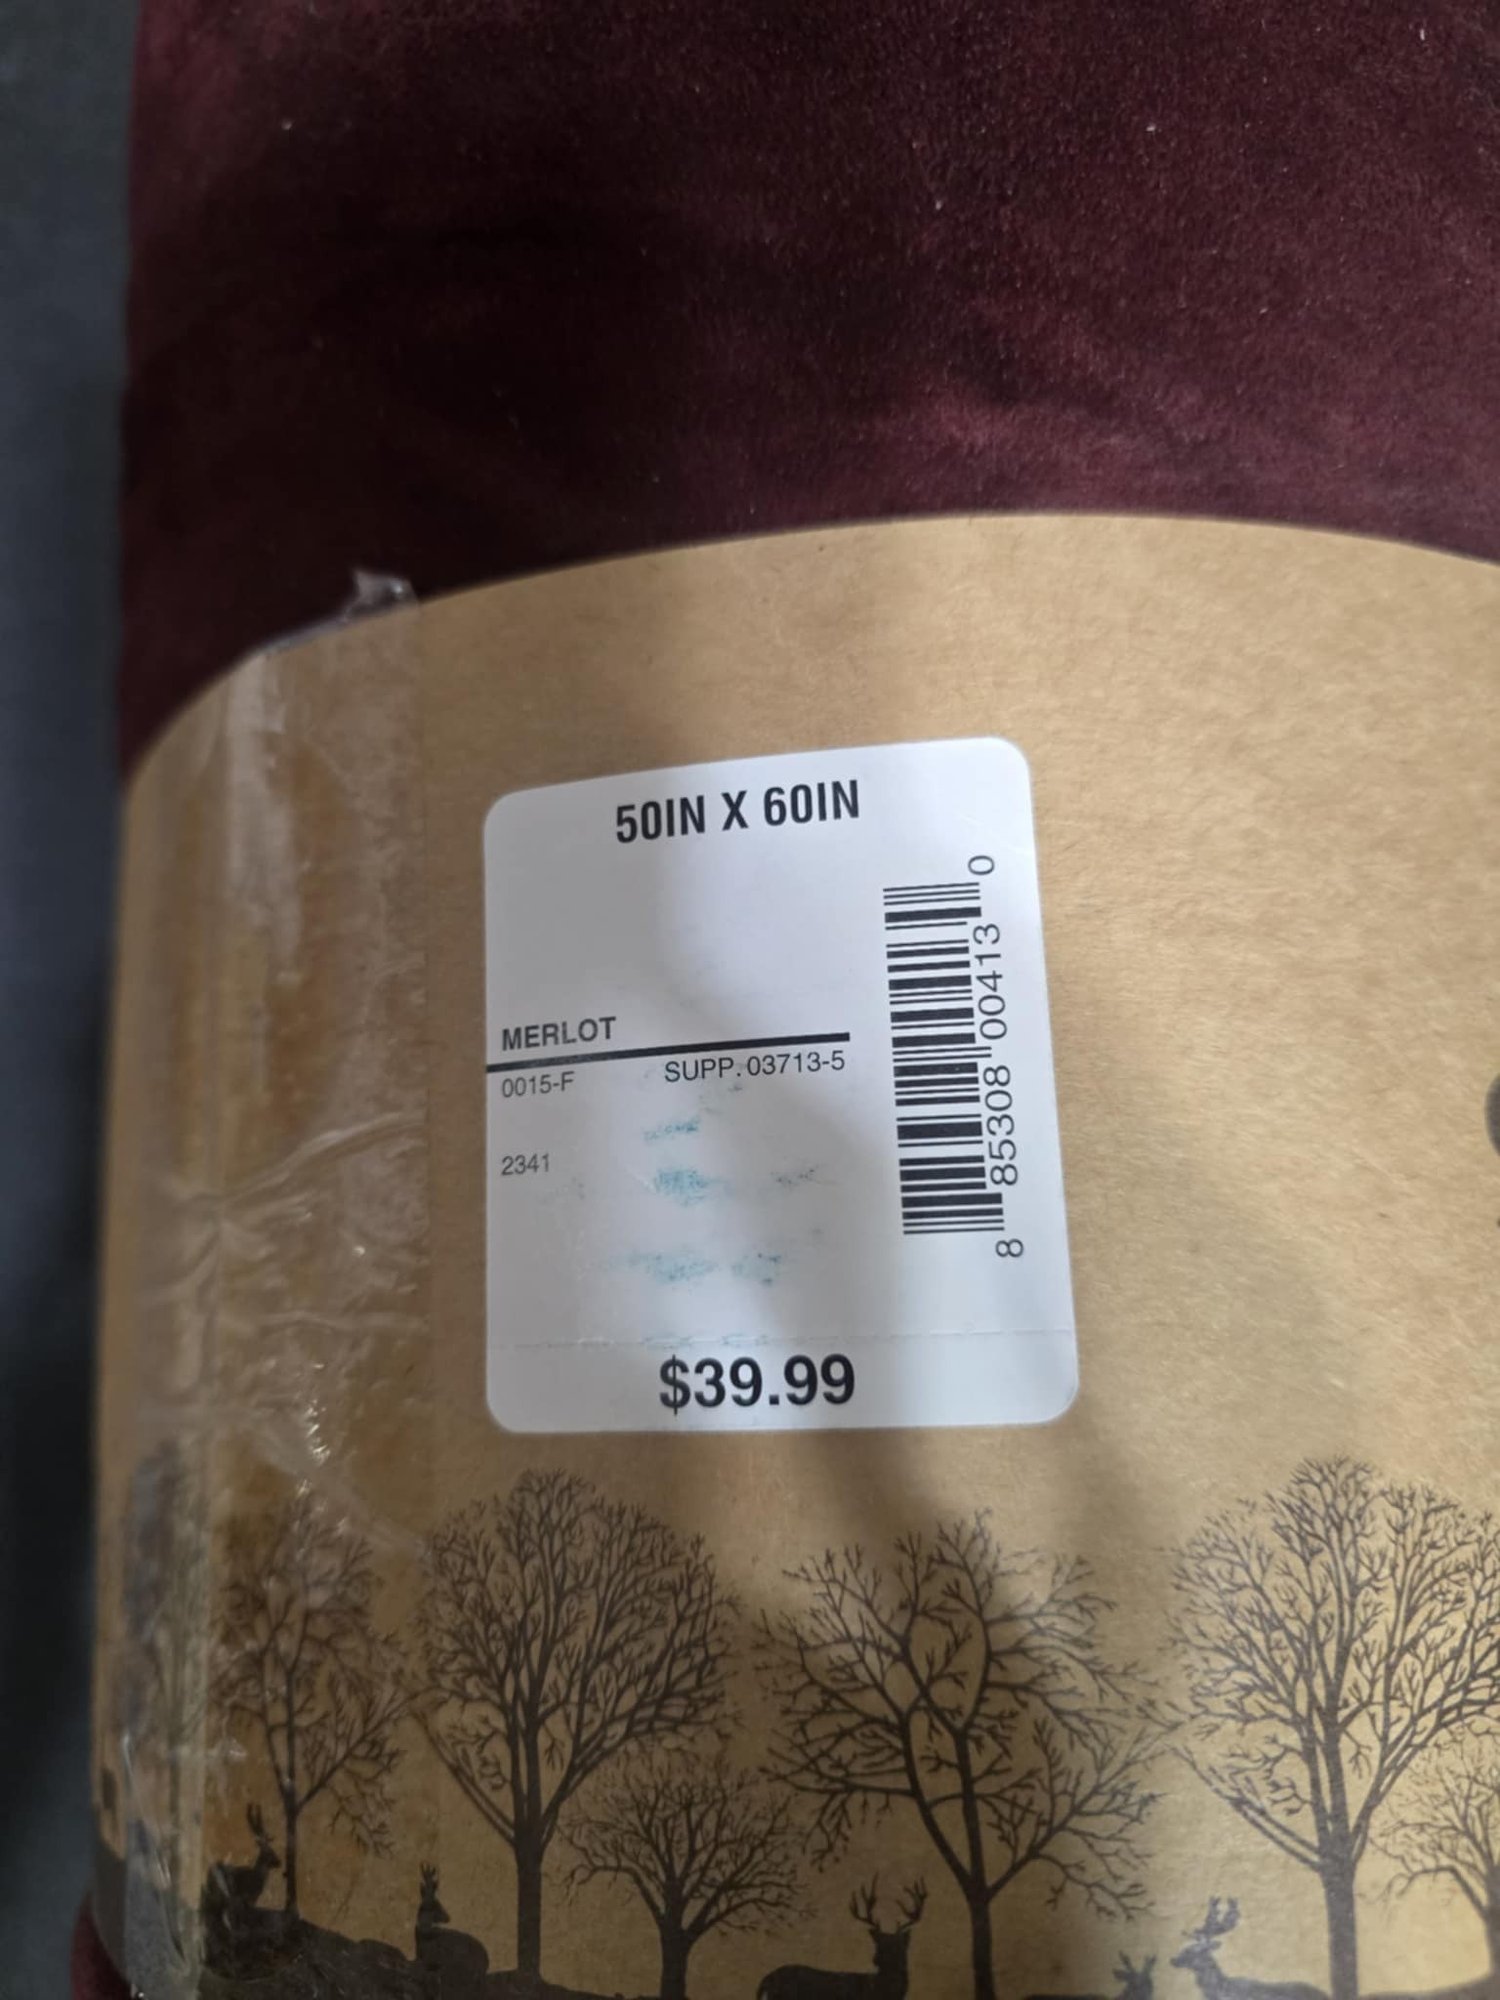 50IN X 60IN
MERLOT
0015-F SUPP. 03713-5
2341
8 85308 00413 0
$39.99